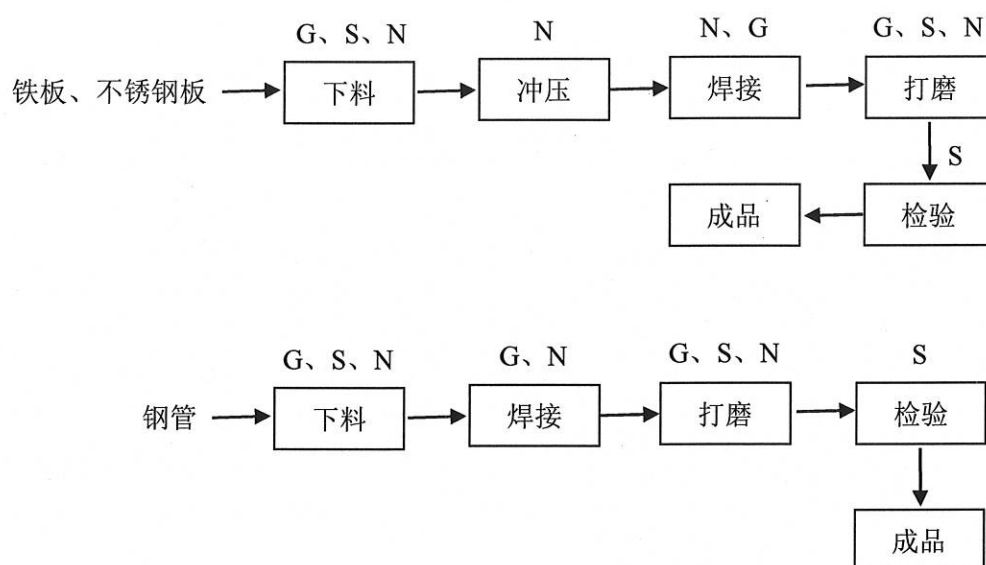 G、S、N N N、G G、S、N
铁板、不锈钢板 下料 冲压 焊接 打磨
S
成品 检验
G、S、N G、N G、S、N S
钢管 下料 焊接 打磨 检验
成品